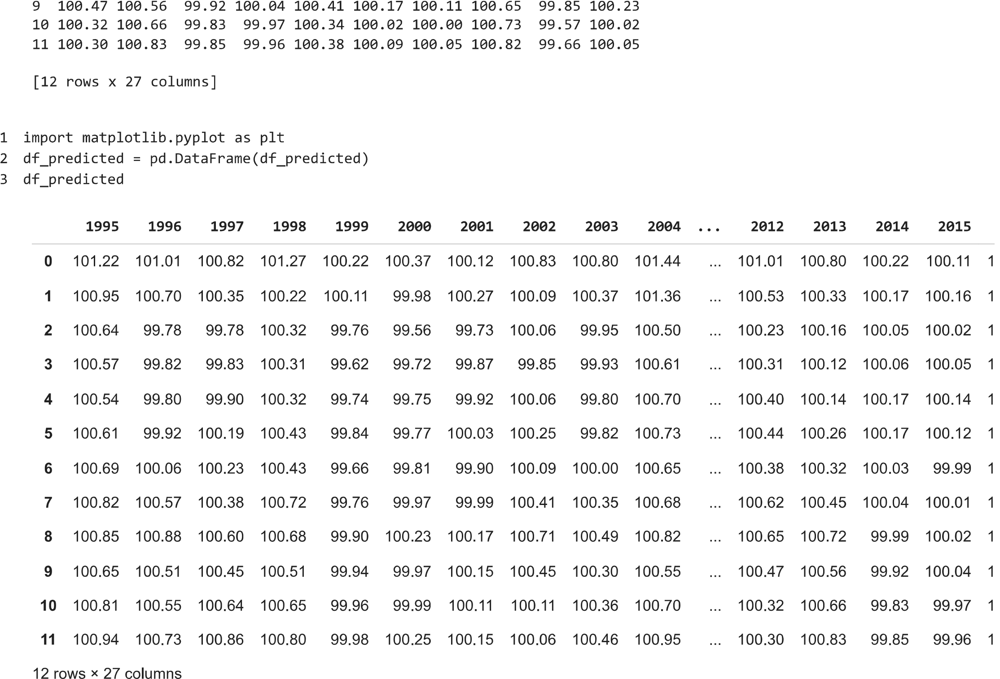 9 100.47 100.56 99.92 100.04 100.41 100.17 100.11 100.65 99.85 100.23
10 100.32 100.66 99.83 99.97 100.34 100.02 100.00 100.73 99.57 100.02
11 100.30 100.83 99.85 99.96 100.38 100.09 100.05 100.82 99.66 100.05
[12 rows x 27 columns]
1 import matplotlib.pyplot as plt
2 df_predicted = pd.DataFrame(df_predicted)
3 df_predicted
1995 1996 1997 1998 1999 2000 2001 2002 2003 2004 ... 2012 2013 2014 2015
0 101.22 101.01 100.82 101.27 100.22 100.37 100.12 100.83 100.80 101.44 ... 101.01 100.80 100.22 100.11 1
1 100.95 100.70 100.35 100.22 100.11 99.98 100.27 100.09 100.37 101.36 ... 100.53 100.33 100.17 100.16 1
2 100.64 99.78 99.78 100.32 99.76 99.56 99.73 100.06 99.95 100.50 ... 100.23 100.16 100.05 100.02 1
3 100.57 99.82 99.83 100.31 99.62 99.72 99.87 99.85 99.93 100.61 ... 100.31 100.12 100.06 100.05 1
4 100.54 99.80 99.90 100.32 99.74 99.75 99.92 100.06 99.80 100.70 ... 100.40 100.14 100.17 100.14 1
5 100.61 99.92 100.19 100.43 99.84 99.77 100.03 100.25 99.82 100.73 ... 100.44 100.26 100.17 100.12 1
6 100.69 100.06 100.23 100.43 99.66 99.81 99.90 100.09 100.00 100.65 ... 100.38 100.32 100.03 99.99 1
7 100.82 100.57 100.38 100.72 99.76 99.97 99.99 100.41 100.35 100.68 ... 100.62 100.45 100.04 100.01 1
8 100.85 100.88 100.60 100.68 99.90 100.23 100.17 100.71 100.49 100.82 ... 100.65 100.72 99.99 100.02 1
9 100.65 100.51 100.45 100.51 99.94 99.97 100.15 100.45 100.30 100.55 ... 100.47 100.56 99.92 100.04 1
10 100.81 100.55 100.64 100.65 99.96 99.99 100.11 100.11 100.36 100.70 ... 100.32 100.66 99.83 99.97 1
11 100.94 100.73 100.86 100.80 99.98 100.25 100.15 100.06 100.46 100.95 ... 100.30 100.83 99.85 99.96 1
12 rows × 27 columns